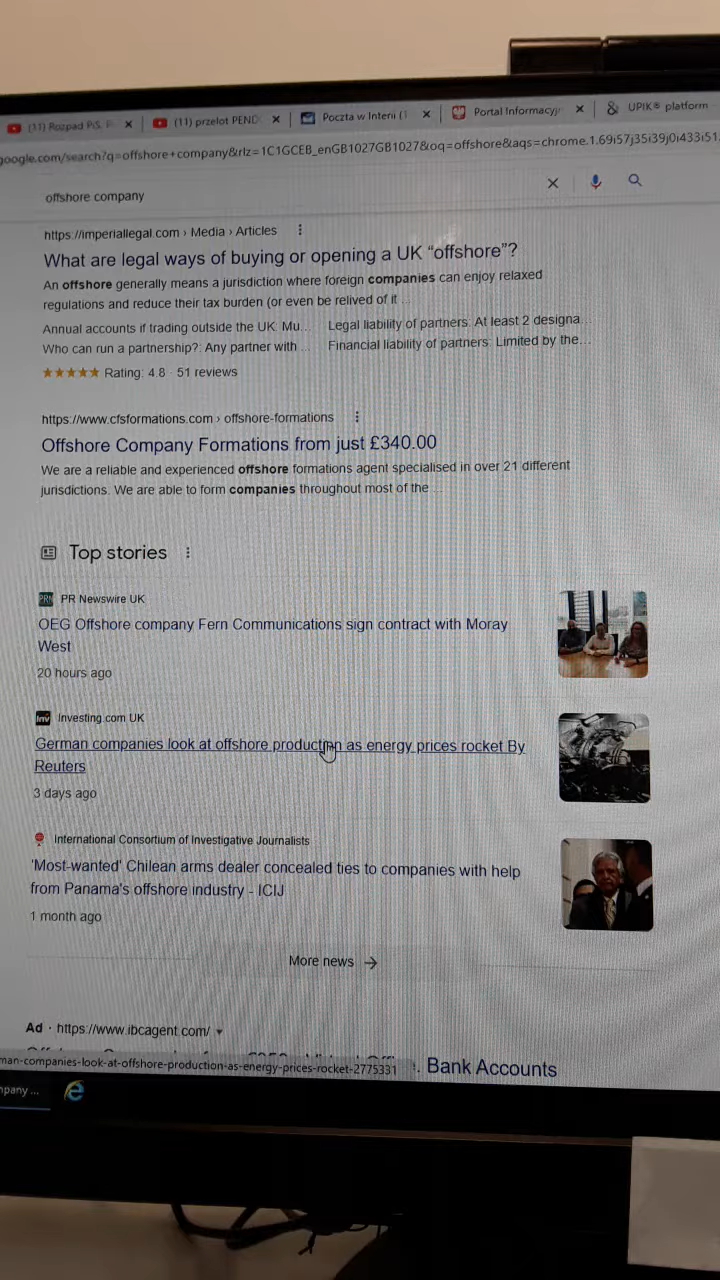 (11) Rozpad PiS. P
(11) przelot PEND
Poczta w Interii (1
Portal Informacyj
UPIK® platform
google.com/search?q=offshore+company&rlz=1C1GCEB_enGB1027GB1027&oq=offshore&aqs=chrome.1.69i57j35i39j0i433i51
offshore company
https://imperiallegal.com › Media › Articles
What are legal ways of buying or opening a UK “offshore”?
An offshore generally means a jurisdiction where foreign companies can enjoy relaxed
regulations and reduce their tax burden (or even be relived of it ...
Annual accounts if trading outside the UK: Mu... Legal liability of partners: At least 2 designa...
Who can run a partnership?: Any partner with ... Financial liability of partners: Limited by the...
★★★★★ Rating: 4.8 · 51 reviews
https://www.cfsformations.com › offshore-formations
Offshore Company Formations from just £340.00
We are a reliable and experienced offshore formations agent specialised in over 21 different
jurisdictions. We are able to form companies throughout most of the ...
Top stories
PRN PR Newswire UK
OEG Offshore company Fern Communications sign contract with Moray
West
20 hours ago
Inv Investing.com UK
German companies look at offshore production as energy prices rocket By
Reuters
3 days ago
International Consortium of Investigative Journalists
'Most-wanted' Chilean arms dealer concealed ties to companies with help
from Panama's offshore industry - ICIJ
1 month ago
More news →
Ad · https://www.ibcagent.com/
Bank Accounts
man-companies-look-at-offshore-production-as-energy-prices-rocket-2775331
mpany ...